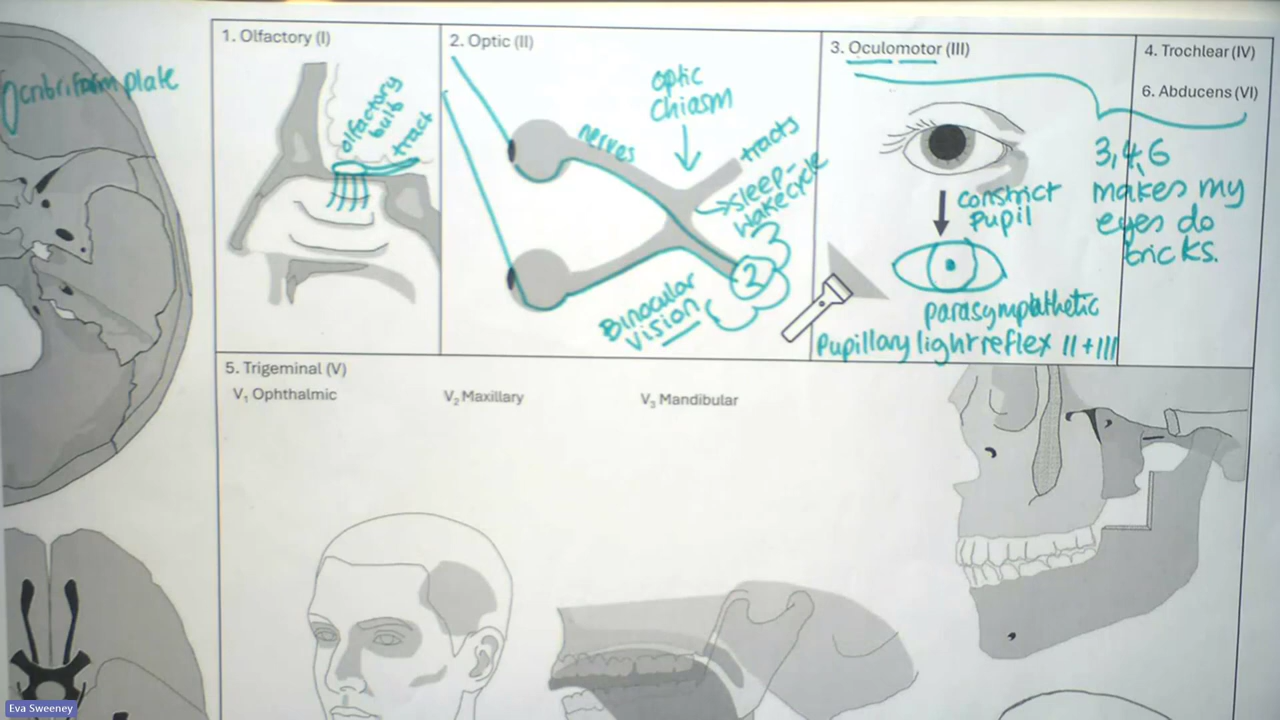 cribriform plate
1. Olfactory (I)
olfactory
bulb
tract
2. Optic (II)
optic
chiasm
nerves
tracts
sleep-
wake cycle
2
Binocular
vision
3. Oculomotor (III)
constrict
pupil
parasympathetic
Pupillary light reflex II + III
4. Trochlear (IV)
6. Abducens (VI)
3, 4, 6
makes my
eyes do
tricks.
5. Trigeminal (V)
V₁ Ophthalmic
V₂ Maxillary
V₃ Mandibular
Eva Sweeney